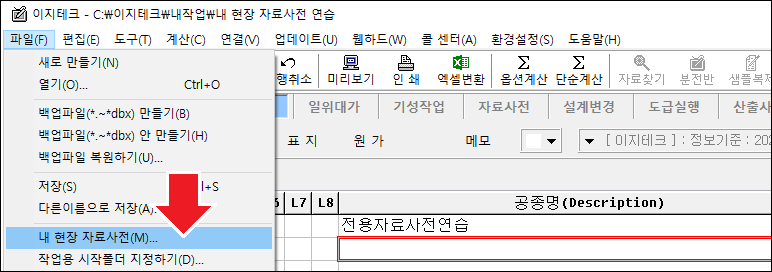 이지테크 - C:₩이지테크₩내작업₩내 현장 자료사전 연습
파일(F) 편집(E) 도구(T) 계산(C) 연결(V) 업데이트(U) 웹하드(W) 콜 센터(A) 환경설정(S) 도움말(H)
새로 만들기(N)
열기(O)... Ctrl+O
행취소 미리보기 인 쇄 엑셀변환 옵션계산 단순계산 자료찾기 분전반 샘플복제
일위대가 기성작업 자료사전 설계변경 도급실행 산출
백업파일(*.~*dbx) 만들기(B)
백업파일(*.~*dbx) 안 만들기(H)
표 지 원 가 메모 [ 이지테크 ] : 정보기준 : 202
백업파일 복원하기(U)...
저장(S) l+S
다른이름으로 저장(A)
L7 L8 공종명(Description)
전용자료사전연습
내 현장 자료사전(M)...
작업용 시작폴더 지정하기(D)...